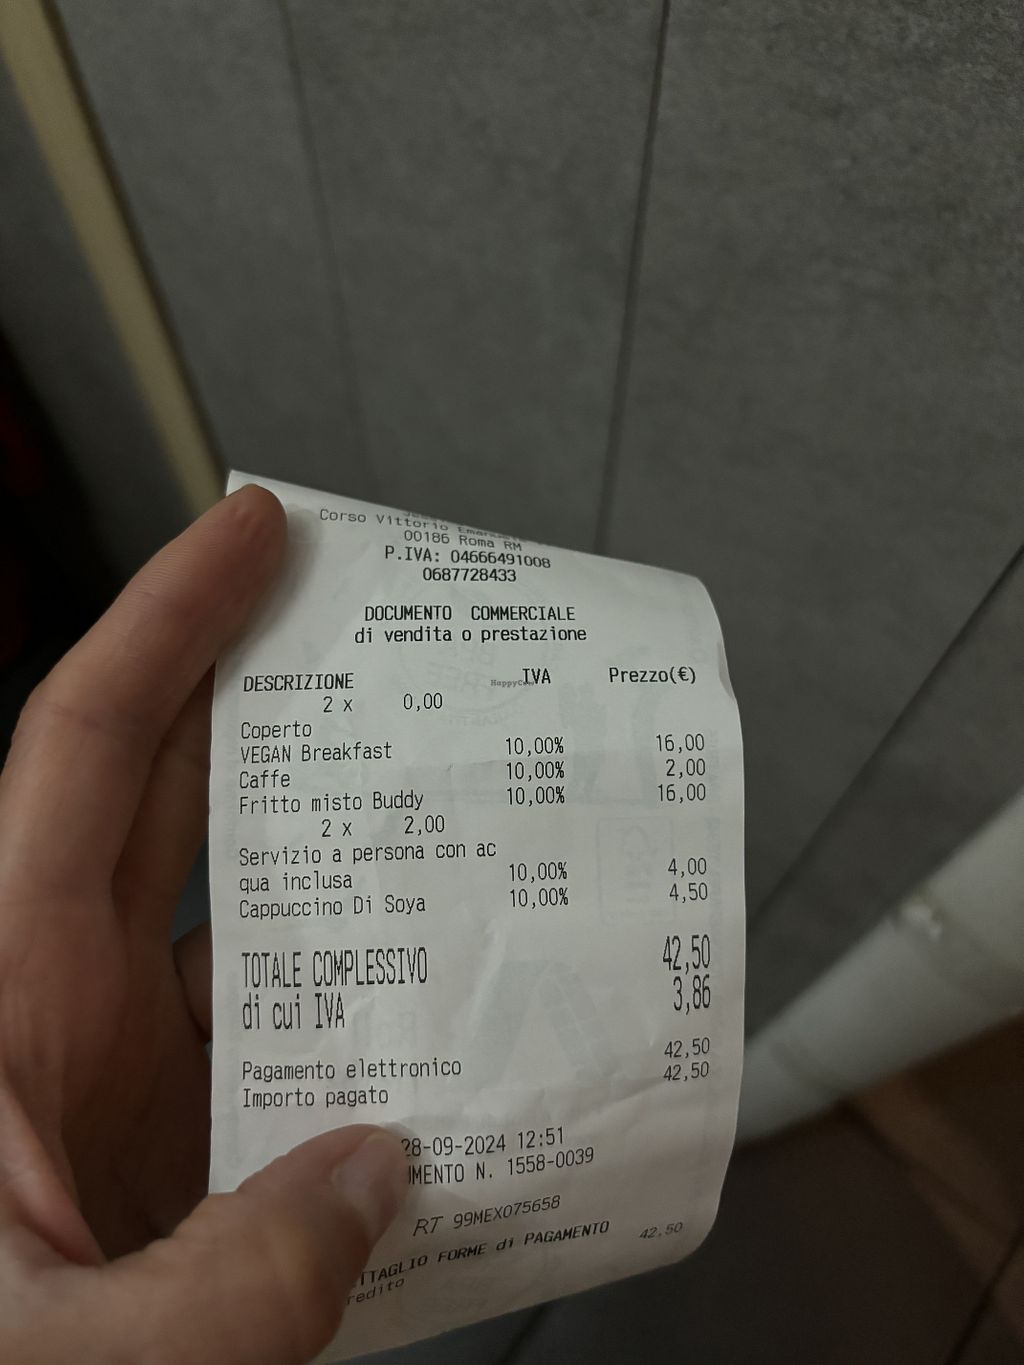 Corso Vittorio Emanuele
00186 Roma RM
P.IVA: 04666491008
0687728433
DOCUMENTO COMMERCIALE
di vendita o prestazione
DESCRIZIONE IVA Prezzo(€)
HappyCow
2 x 0,00
Coperto
VEGAN Breakfast 10,00% 16,00
Caffe 10,00% 2,00
Fritto misto Buddy 10,00% 16,00
2 x 2,00
Servizio a persona con ac
qua inclusa 10,00% 4,00
Cappuccino Di Soya 10,00% 4,50
TOTALE COMPLESSIVO 42,50
di cui IVA 3,86
Pagamento elettronico 42,50
Importo pagato 42,50
28-09-2024 12:51
UMENTO N. 1558-0039
RT 99MEX075658
TTAGLIO FORME di PAGAMENTO 42,50
redito